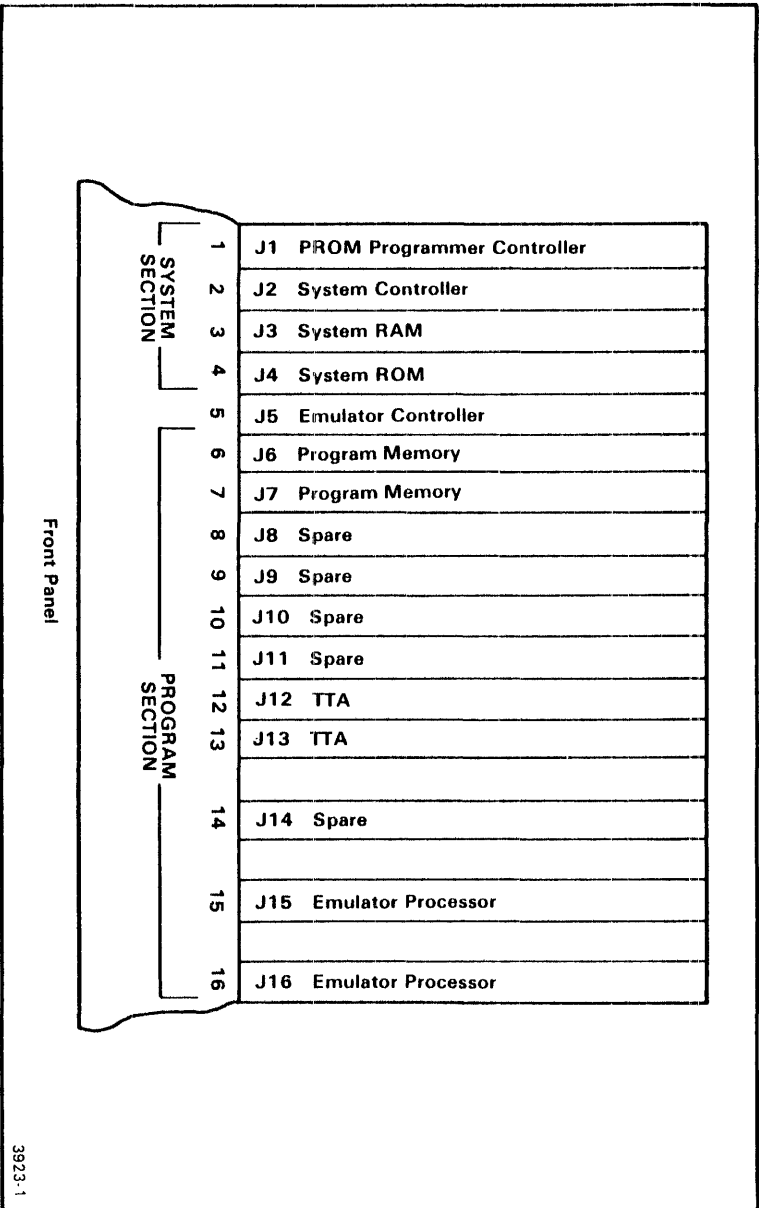 SYSTEM
SECTION
1 J1 PROM Programmer Controller
2 J2 System Controller
3 J3 System RAM
4 J4 System ROM
5 J5 Emulator Controller
6 J6 Program Memory
7 J7 Program Memory
8 J8 Spare
9 J9 Spare
10 J10 Spare
11 J11 Spare
12 J12 TTA
13 J13 TTA
14 J14 Spare
15 J15 Emulator Processor
16 J16 Emulator Processor
PROGRAM
SECTION
Front Panel
3923-1